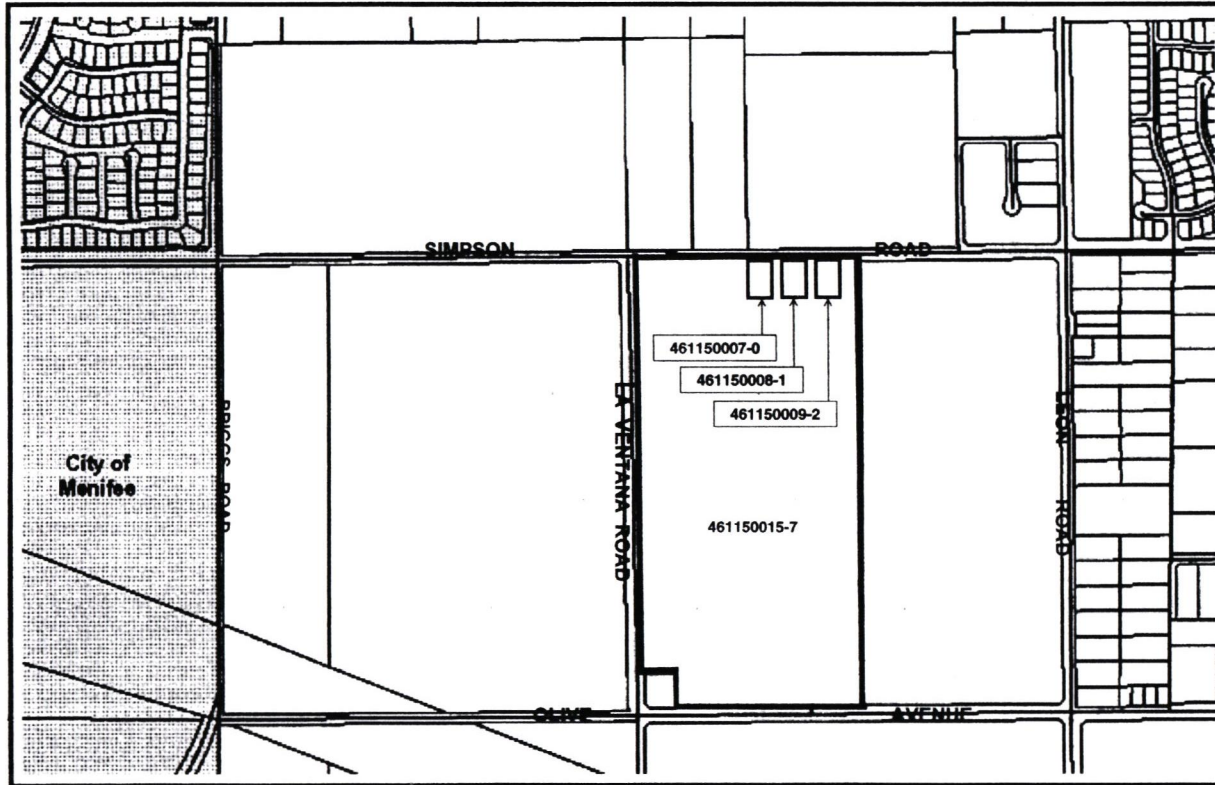 SIMPSON ROAD
461150007-0
461150008-1
461150009-2
BRIGGS ROAD
LA VENTANA ROAD
LEON ROAD
City of
Menifee
461150015-7
OLIVE AVENUE